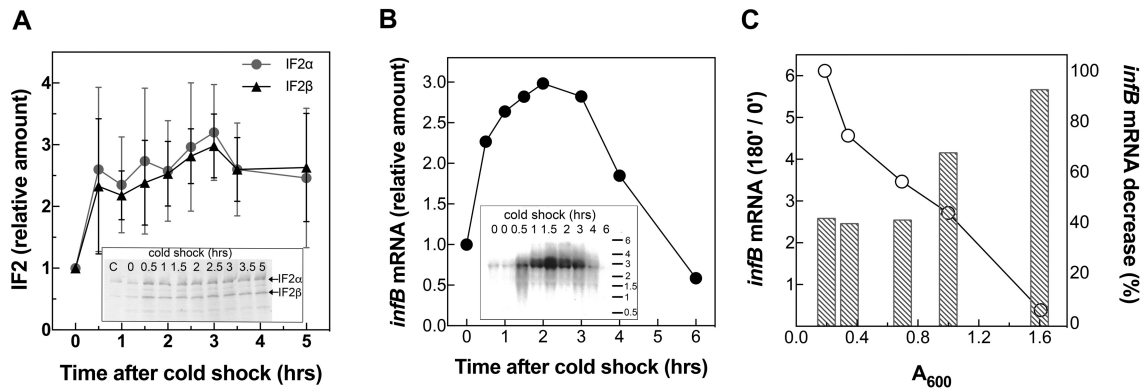 A
IF2 (relative amount)
4
3
2
1
0
IF2α
IF2β
cold shock (hrs)
C 0 0.5 1 1.5 2 2.5 3 3.5 5
IF2α
IF2β
0 1 2 3 4 5
Time after cold shock (hrs)
B
infB mRNA (relative amount)
3.0
2.5
2.0
1.5
1.0
0.5
0.0
cold shock (hrs)
0 0 0.5 1 1.5 2 3 4 6
6
4
3
2
1.5
1
0.5
0 1 2 3 4 5 6
Time after cold shock (hrs)
C
infB mRNA (180' / 0')
6
5
4
3
2
1
0.0 0.4 0.8 1.2 1.6
A600
100
80
60
40
20
0
infB mRNA decrease (%)